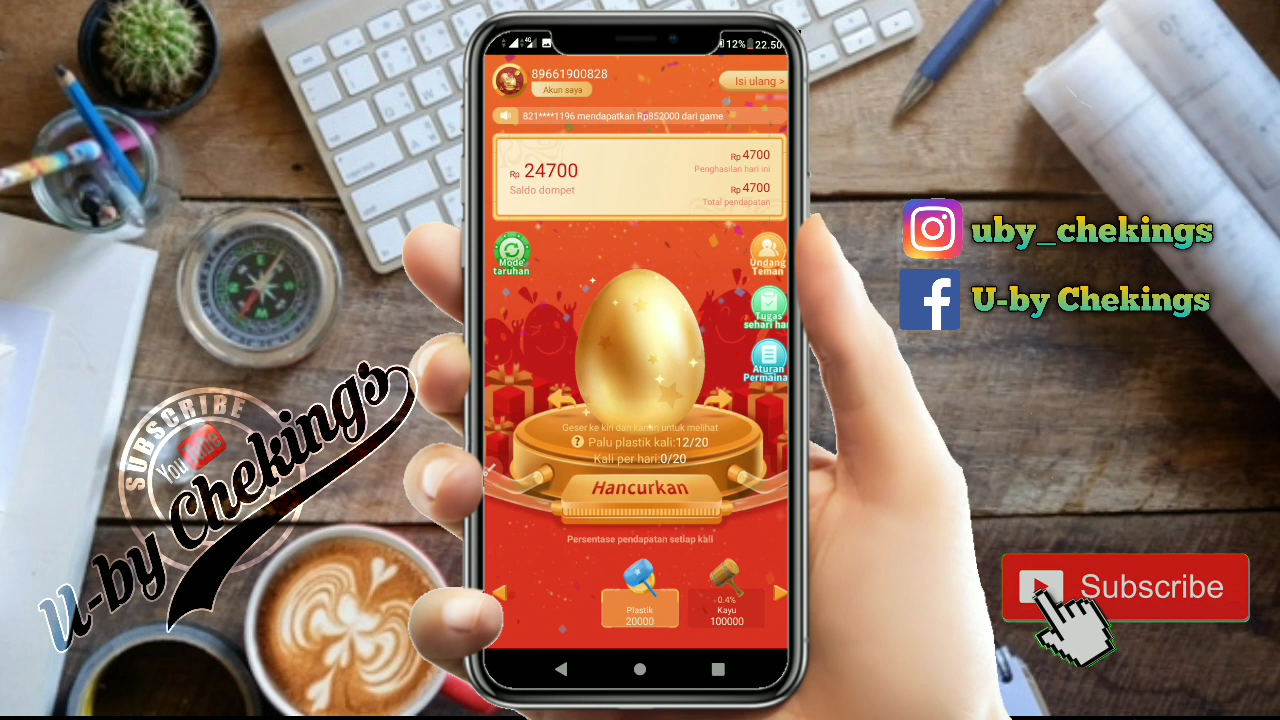 4G
12%
22.50
89661900828
Akun saya
Isi ulang >
821****1196 mendapatkan Rp852000 dari game
Rp 24700
Saldo dompet
Rp 4700
Penghasilan hari ini
Rp 4700
Total pendapatan
Mode
taruhan
Undang
Teman
Tugas
sehari har
Aturan
Permaina
Geser ke kiri dan kanan untuk melihat
? Palu plastik kali:12/20
Kali per hari:0/20
Hancurkan
Persentase pendapatan setiap kali
Plastik
20000
0.4%
Kayu
100000
uby_chekings
f U-by Chekings
SUBSCRIBE
YouTube
U-by Chekings
Subscribe